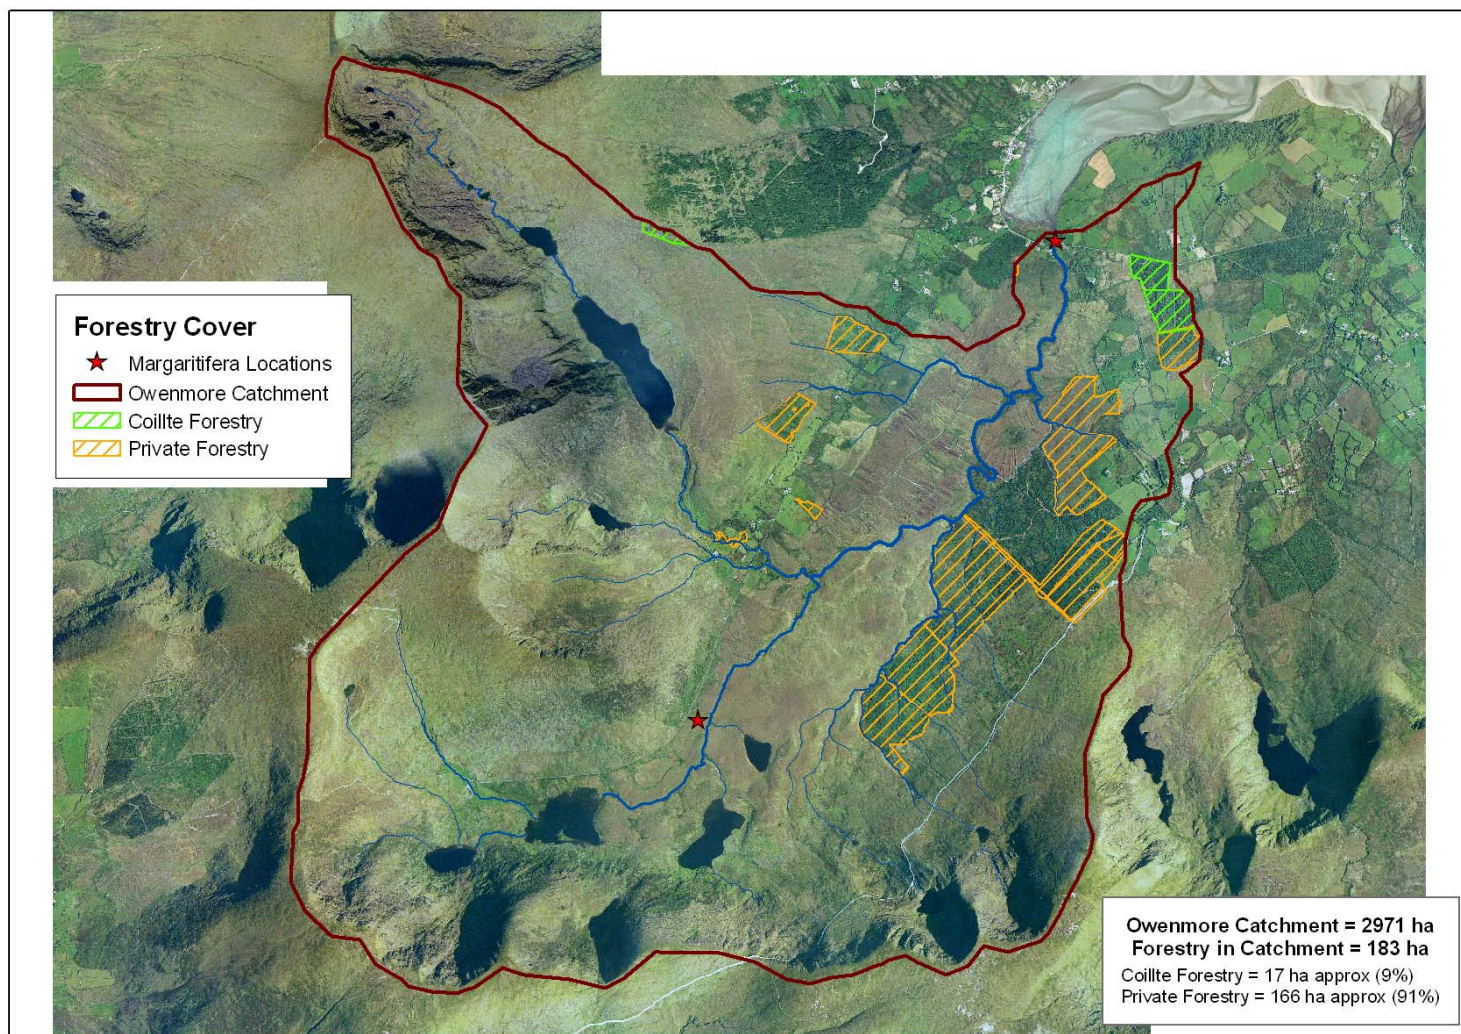 Forestry Cover
Margaritifera Locations
Owenmore Catchment
Coillte Forestry
Private Forestry
Owenmore Catchment = 2971 ha
Forestry in Catchment = 183 ha
Coillte Forestry = 17 ha approx (9%)
Private Forestry = 166 ha approx (91%)